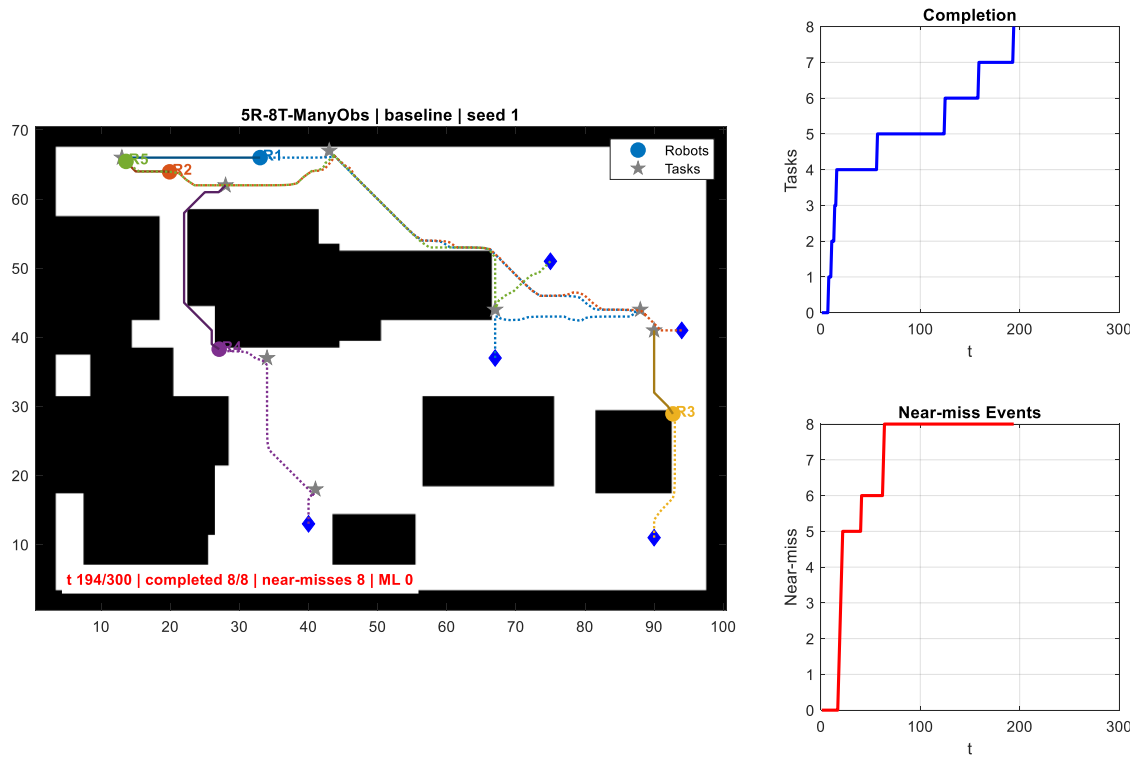 5R-8T-ManyObs | baseline | seed 1
70
60
50
40
30
20
10
10
20
30
40
50
60
70
80
90
100
Robots
Tasks
R5
R1
R2
R4
R3
t 194/300 | completed 8/8 | near-misses 8 | ML 0
Completion
Tasks
8
7
6
5
4
3
2
1
0
0
100
200
300
t
Near-miss Events
Near-miss
8
7
6
5
4
3
2
1
0
0
100
200
300
t